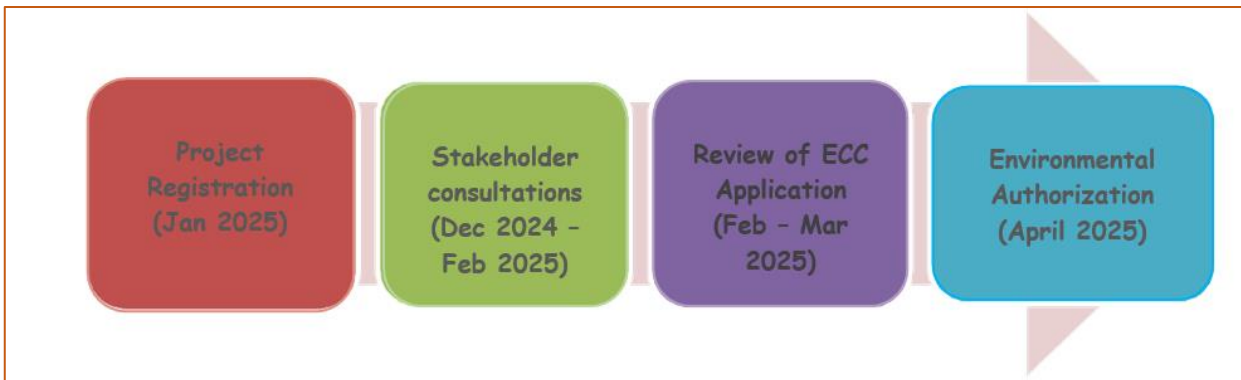 Project
Registration
(Jan 2025)
Stakeholder
consultations
(Dec 2024 –
Feb 2025)
Review of ECC
Application
(Feb – Mar
2025)
Environmental
Authorization
(April 2025)